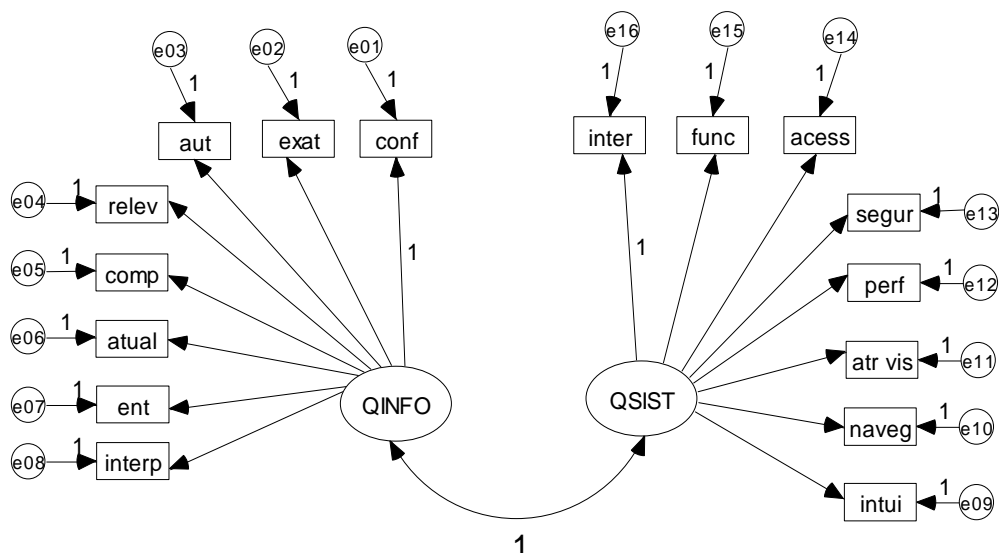 e03 e02 e01 e16 e15 e14
1 1 1 1 1 1
aut exat conf inter func acess
e04 1 relev
segur 1 e13
e05 1 comp
perf 1 e12
e06 1 atual
atr vis 1 e11
e07 1 ent
naveg 1 e10
e08 1 interp
intui 1 e09
1 1
QINFO QSIST
1